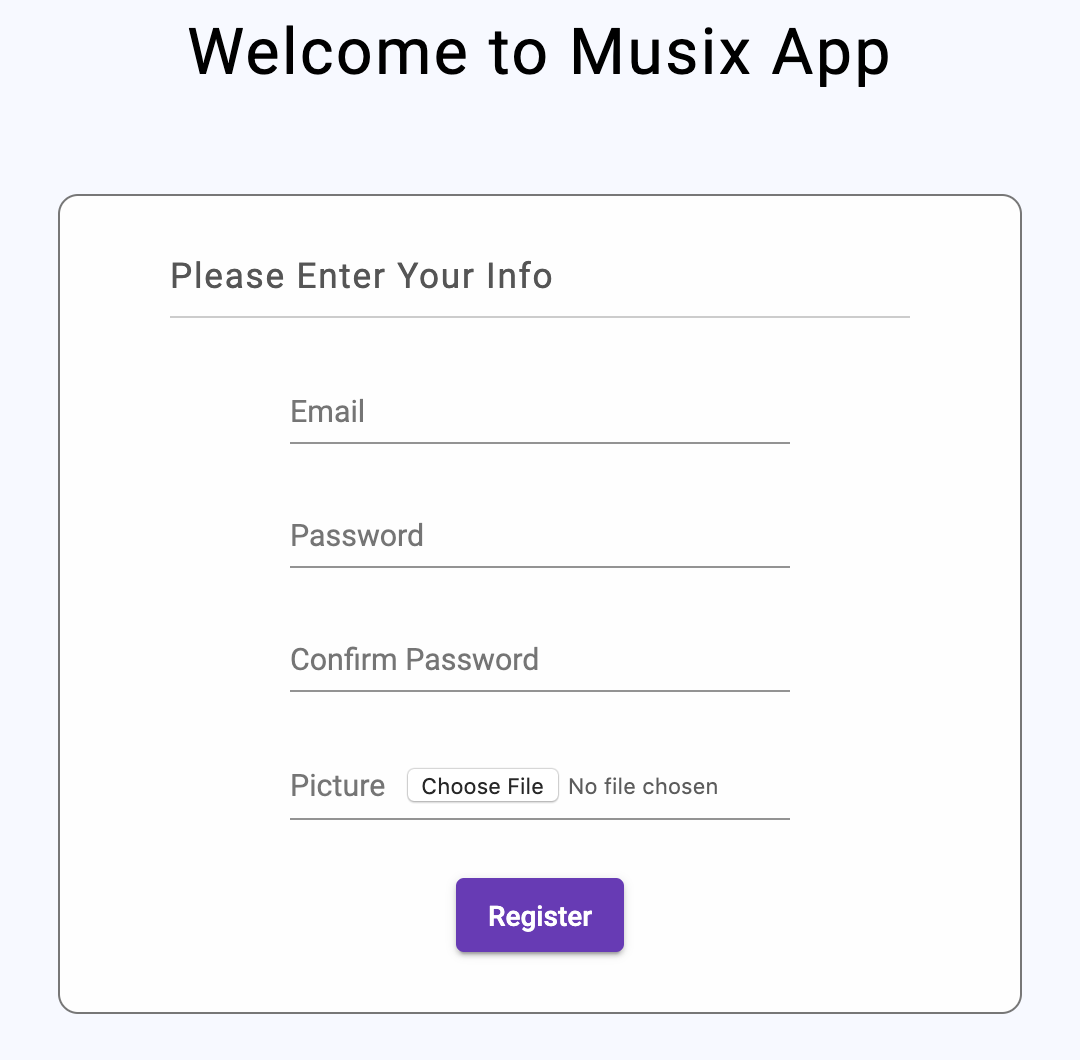 Welcome to Musix App
Please Enter Your Info
Email
Password
Confirm Password
Picture Choose File No file chosen
Register